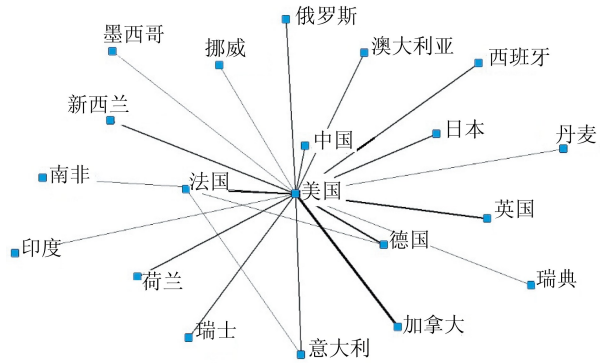 俄罗斯
墨西哥
挪威
澳大利亚
西班牙
新西兰
中国
日本
丹麦
南非
法国
美国
英国
印度
德国
荷兰
瑞典
瑞士
意大利
加拿大